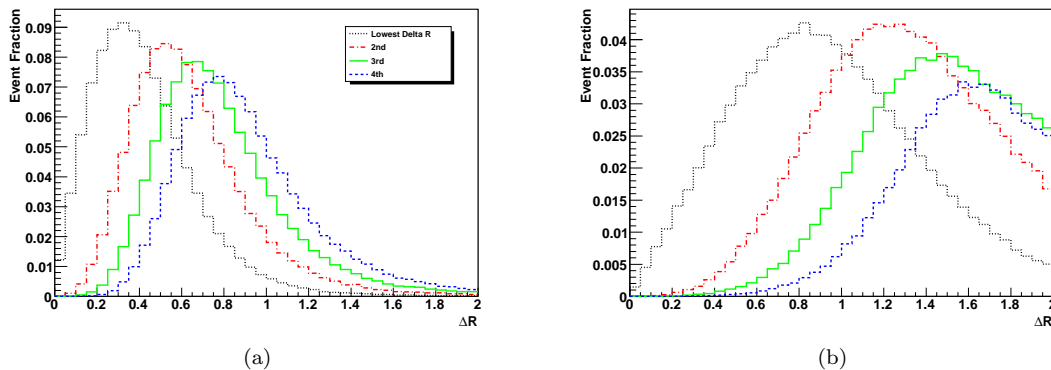 Event Fraction
0.09
0.08
0.07
0.06
0.05
0.04
0.03
0.02
0.01
0
0.2 0.4 0.6 0.8 1 1.2 1.4 1.6 1.8 2
ΔR
Lowest Delta R
2nd
3rd
4th
(a)
Event Fraction
0.04
0.035
0.03
0.025
0.02
0.015
0.01
0.005
0
0.2 0.4 0.6 0.8 1 1.2 1.4 1.6 1.8 2
ΔR
(b)